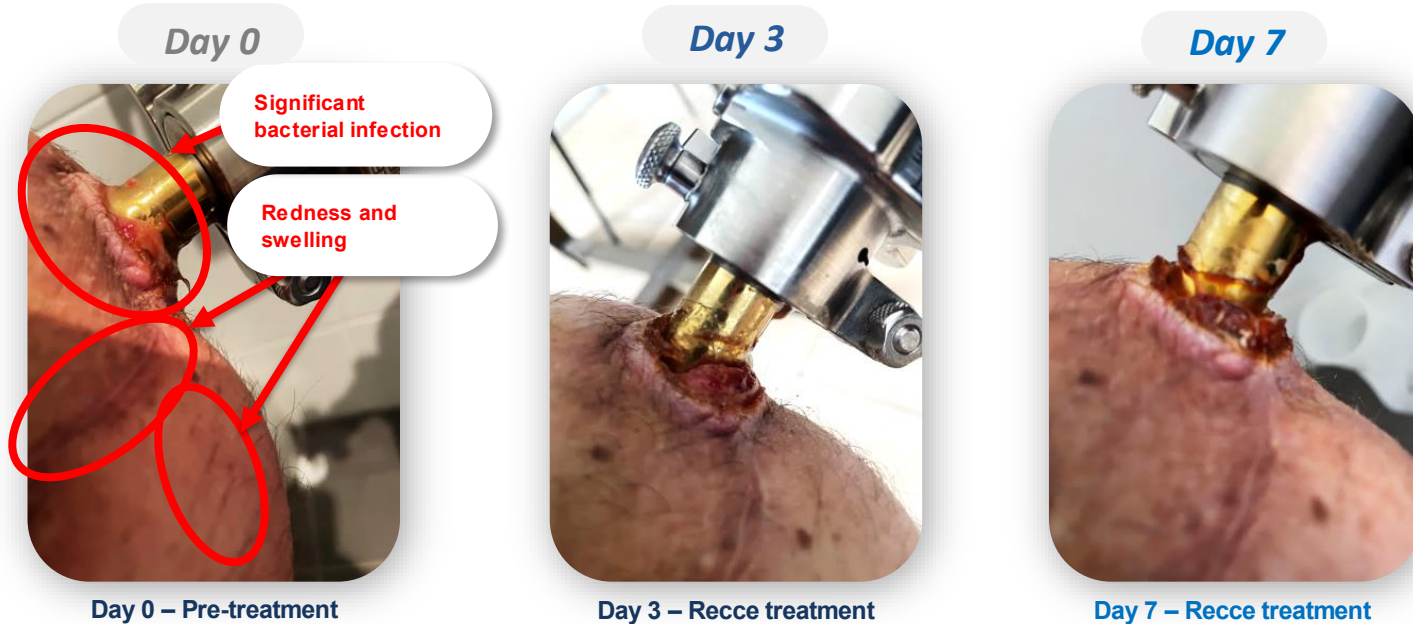 Day 0
Day 3
Day 7
Significant
bacterial infection
Redness and
swelling
Day 0 – Pre-treatment
Day 3 – Recce treatment
Day 7 – Recce treatment